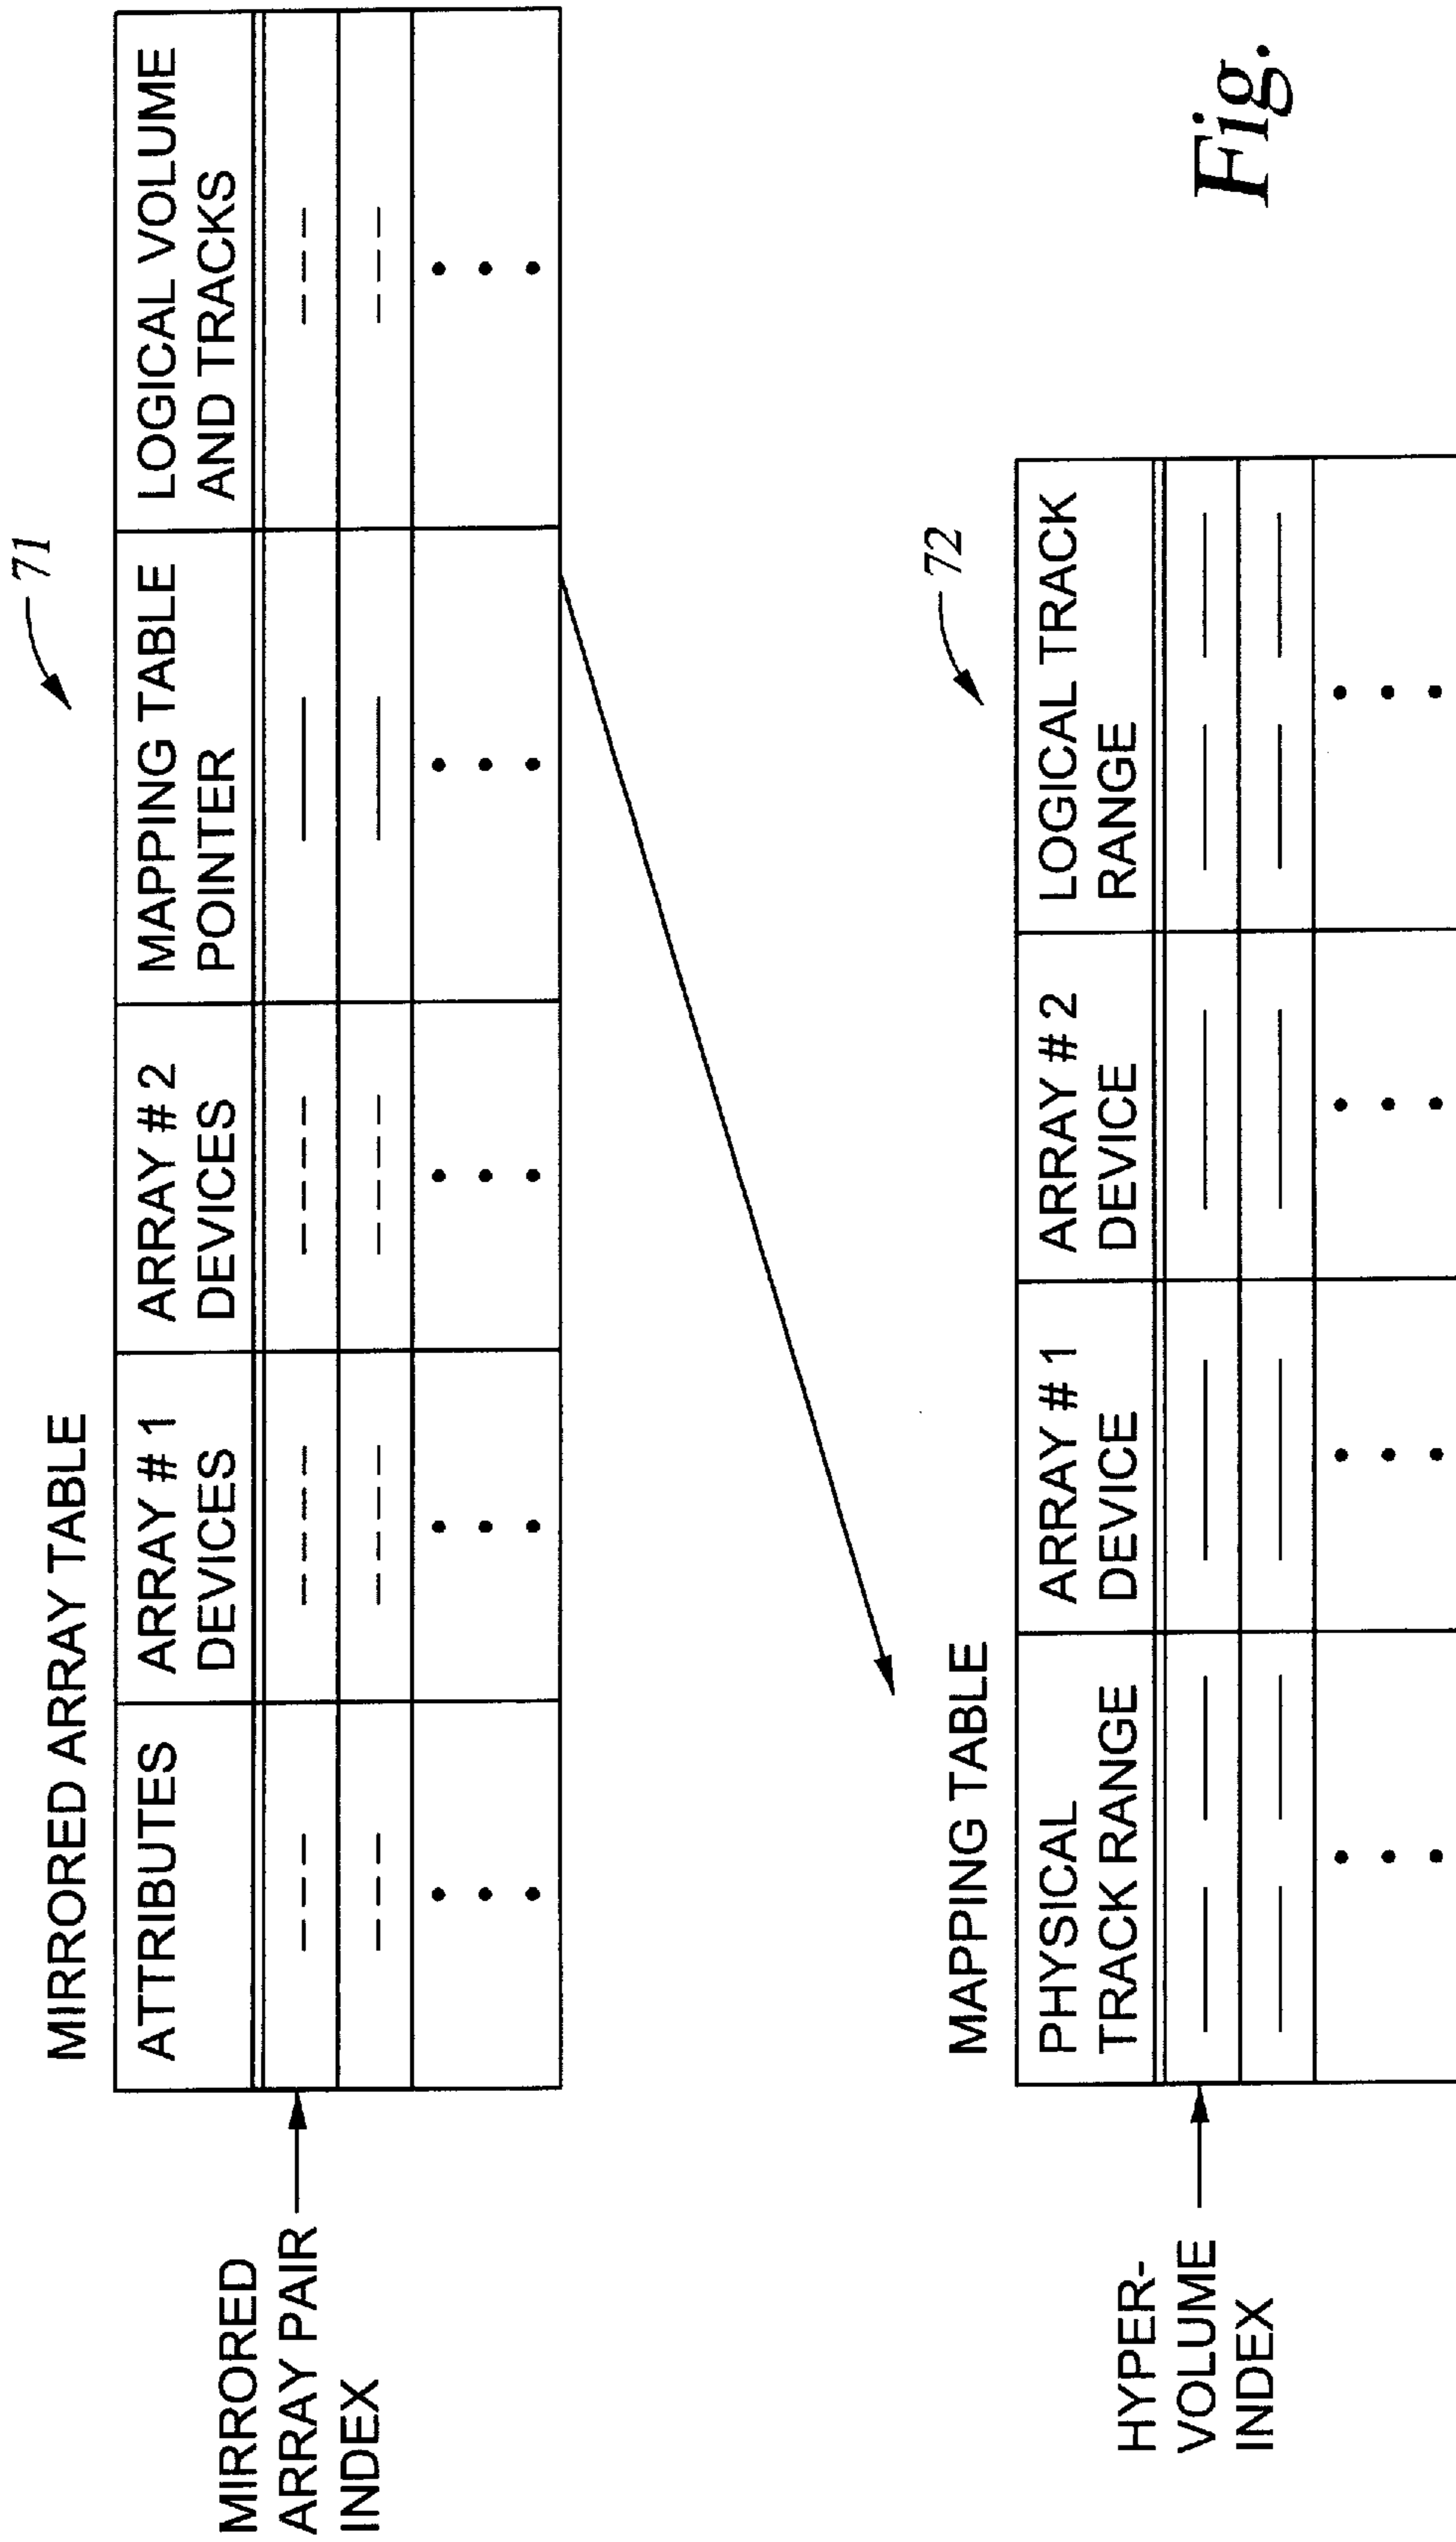 71
MIRRORED ARRAY TABLE
ATTRIBUTES
ARRAY # 1
DEVICES
ARRAY # 2
DEVICES
MAPPING TABLE
POINTER
LOGICAL VOLUME
AND TRACKS
MIRRORED
ARRAY PAIR
INDEX
72
MAPPING TABLE
PHYSICAL
TRACK RANGE
ARRAY # 1
DEVICE
ARRAY # 2
DEVICE
LOGICAL TRACK
RANGE
HYPER-
VOLUME
INDEX
Fig.